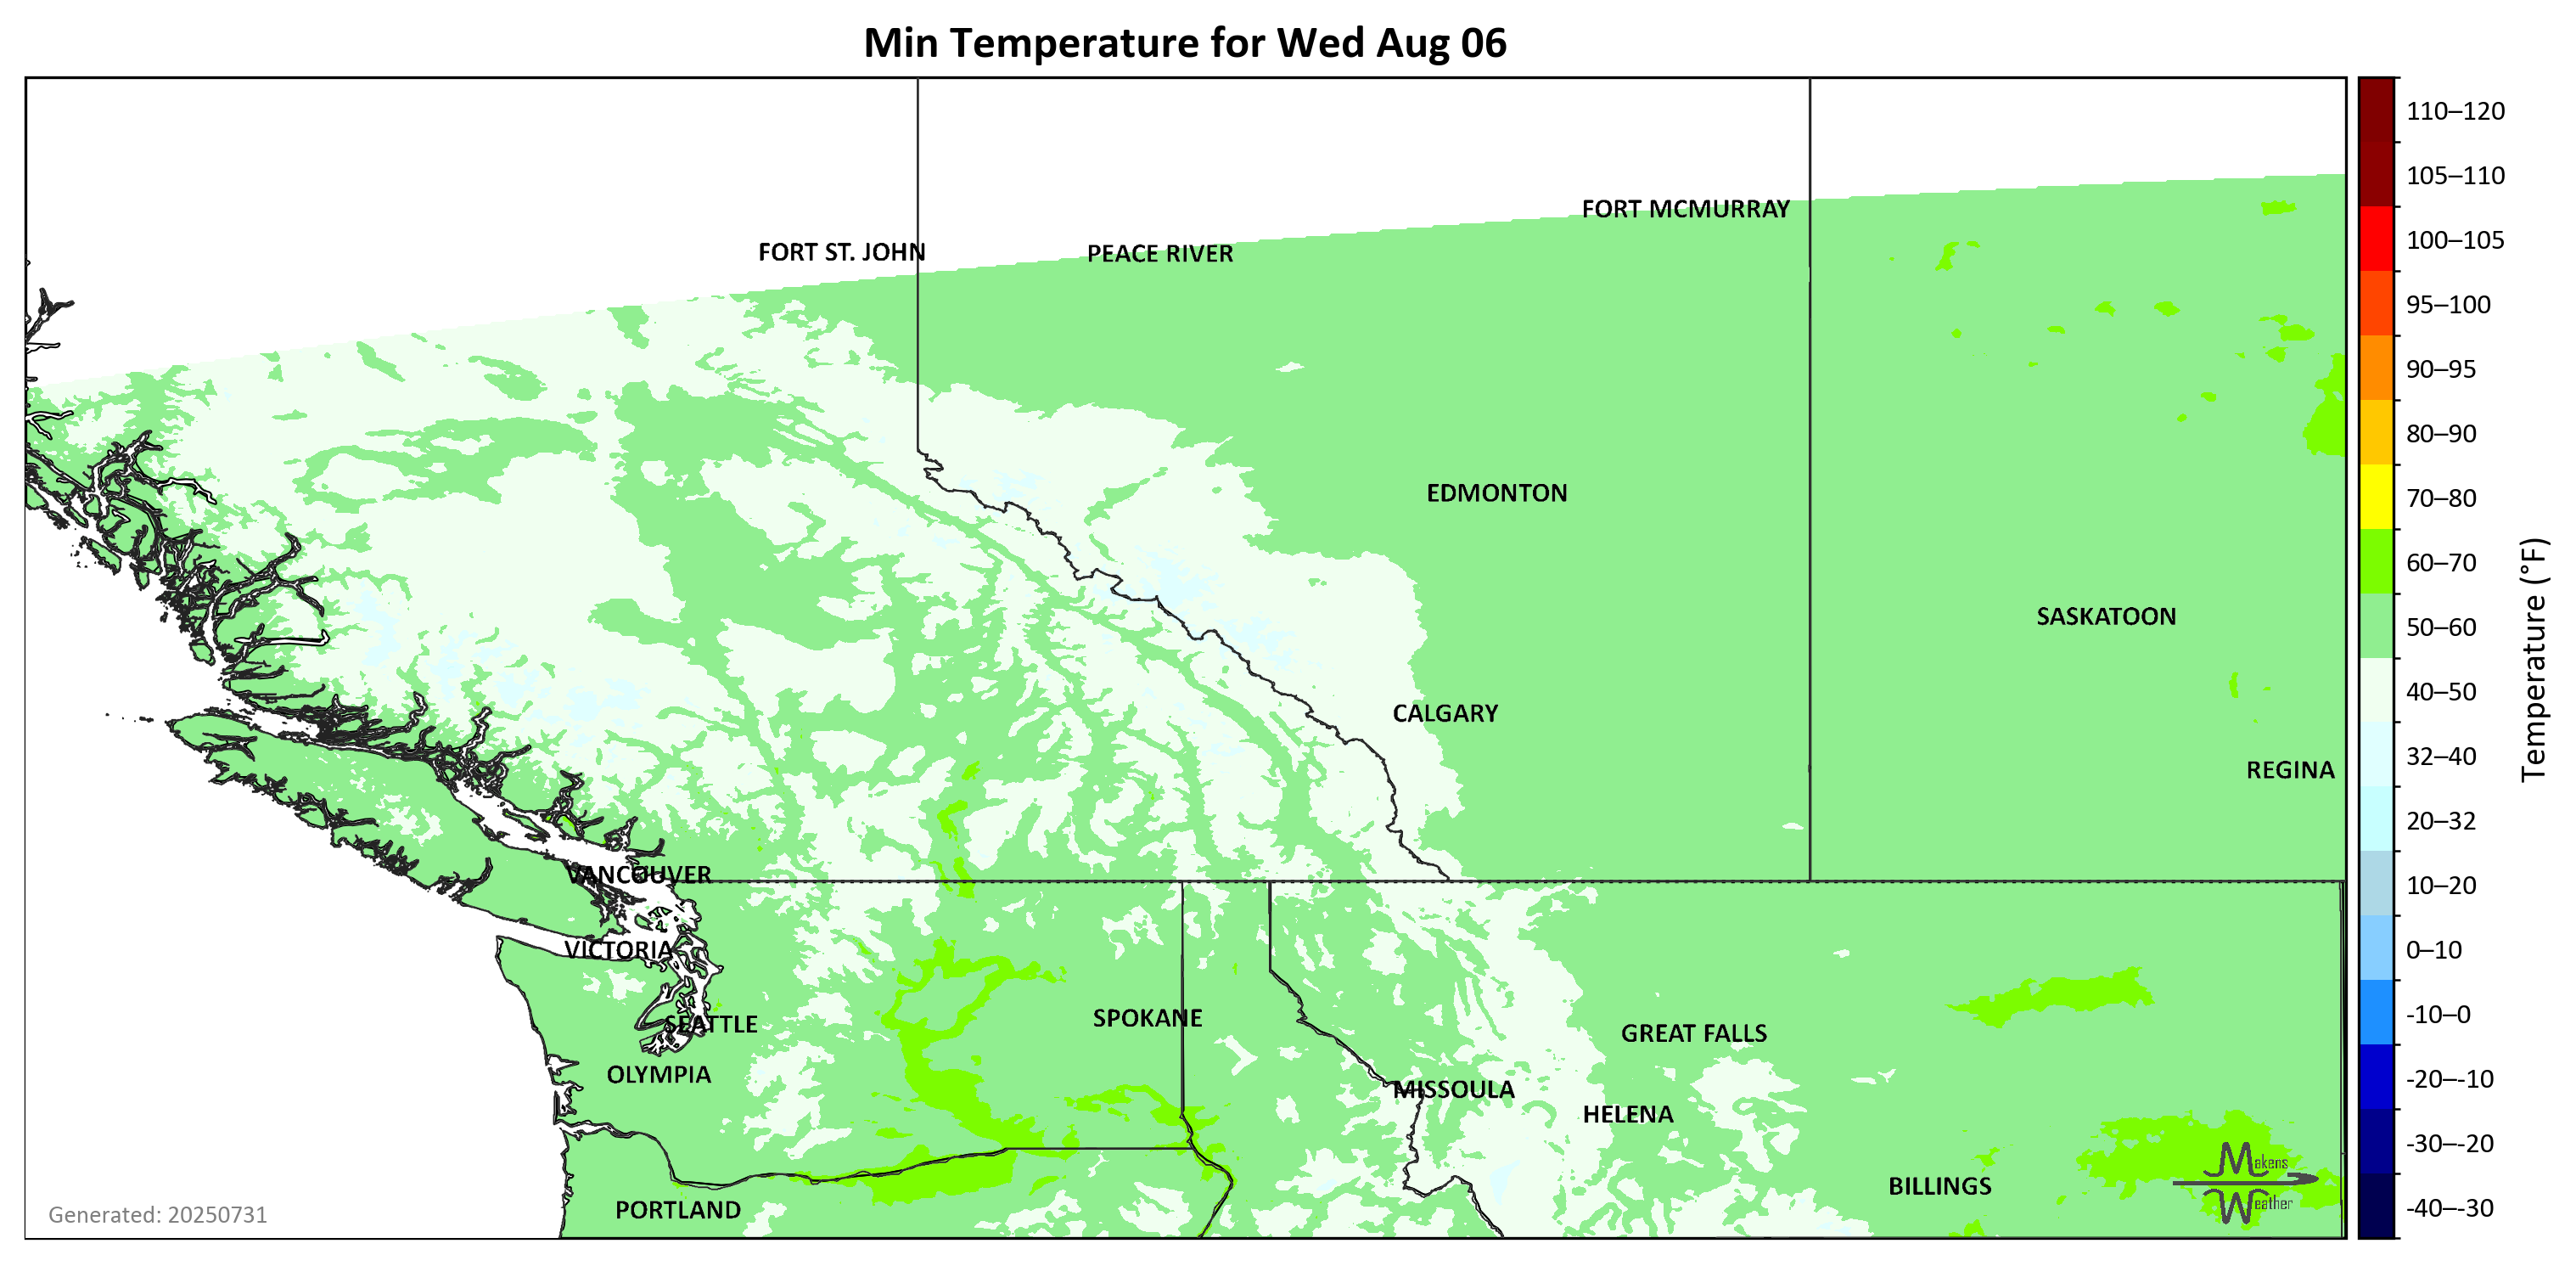 Min Temperature for Wed Aug 06
110–120
105–110
FORT MCMURRAY
100–105
FORT ST. JOHN
PEACE RIVER
95–100
90–95
80–90
EDMONTON
70–80
60–70
SASKATOON
50–60
40–50
Temperature (°F)
CALGARY
32–40
REGINA
20–32
VANCOUVER
10–20
VICTORIA
0–10
SPOKANE
-10–0
SEATTLE
GREAT FALLS
OLYMPIA
-20–-10
MISSOULA
HELENA
-30–-20
Makens
BILLINGS
Weather
PORTLAND
-40–-30
Generated: 20250731